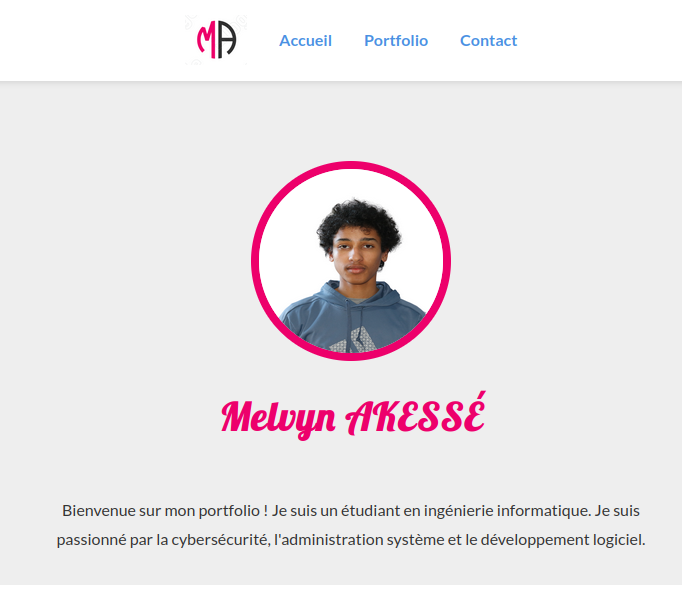 MA
Accueil Portfolio Contact
Melvyn AKESSÉ
Bienvenue sur mon portfolio ! Je suis un étudiant en ingénierie informatique. Je suis
passionné par la cybersécurité, l'administration système et le développement logiciel.